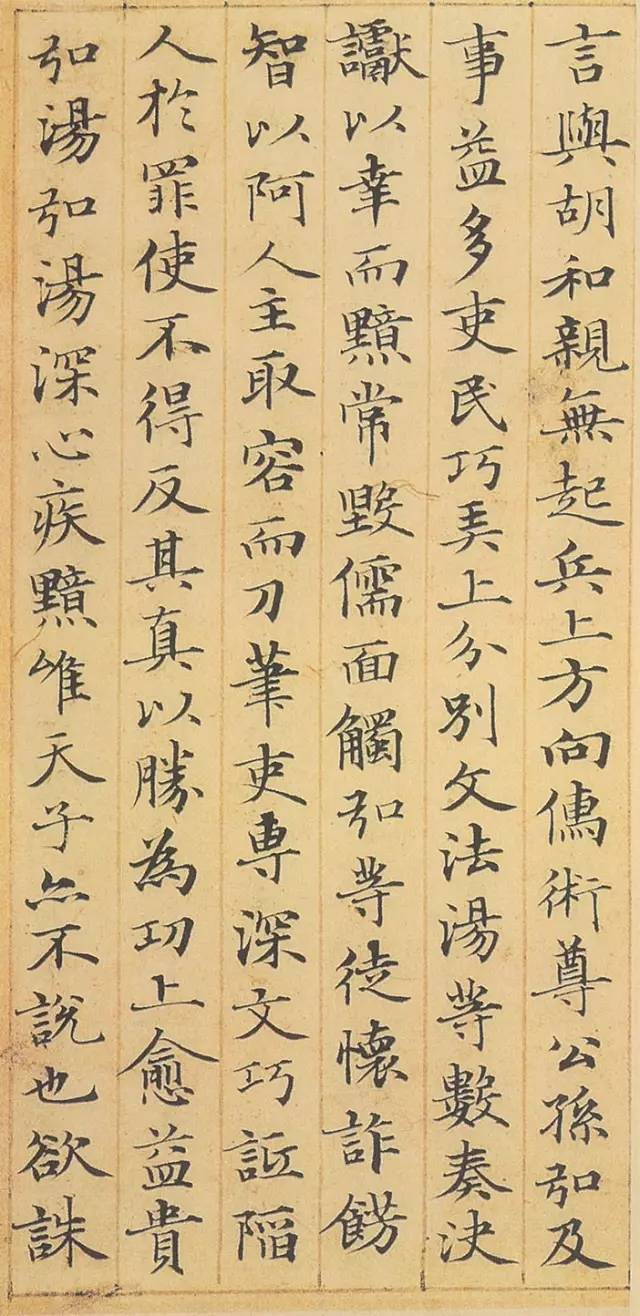 言與胡和親無起兵上方向儒術尊公孫弘及
事益多吏民巧弄上分別文法湯等數奏決
讞以幸而黯常毀儒面觸弘等徒懷詐飾
智以阿人主取容而刀筆吏專深文巧詆陷
人於罪使不得反其真以勝為功上愈益貴
弘湯弘湯深心疾黯唯天子亦不說也欲誅